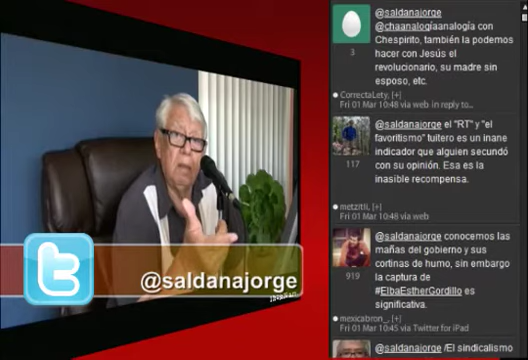 @saldanajorge
@saldanajorge
@chaanalogíaanalogía con
Chespirito, también la podemos
hacer con Jesús el
revolucionario, su madre sin
esposo, etc.
3
CorrectaLety, [+]
Fri 01 Mar 10:48 via web in reply to...
@saldanajorge el "RT" y "el
favoritismo" tuitero es un inane
indicador que alguien secundó
con su opinión. Esa es la
inasible recompensa.
117
metztli, [+]
Fri 01 Mar 10:48 via web
@saldanajorge conocemos las
mañas del gobierno y sus
cortinas de humo, sin embargo
la captura de
#ElbaEstherGordillo es
significativa.
919
mexicabron_, [+]
Fri 01 Mar 10:45 via Twitter for iPad
@saldanajorge /El sindicalismo